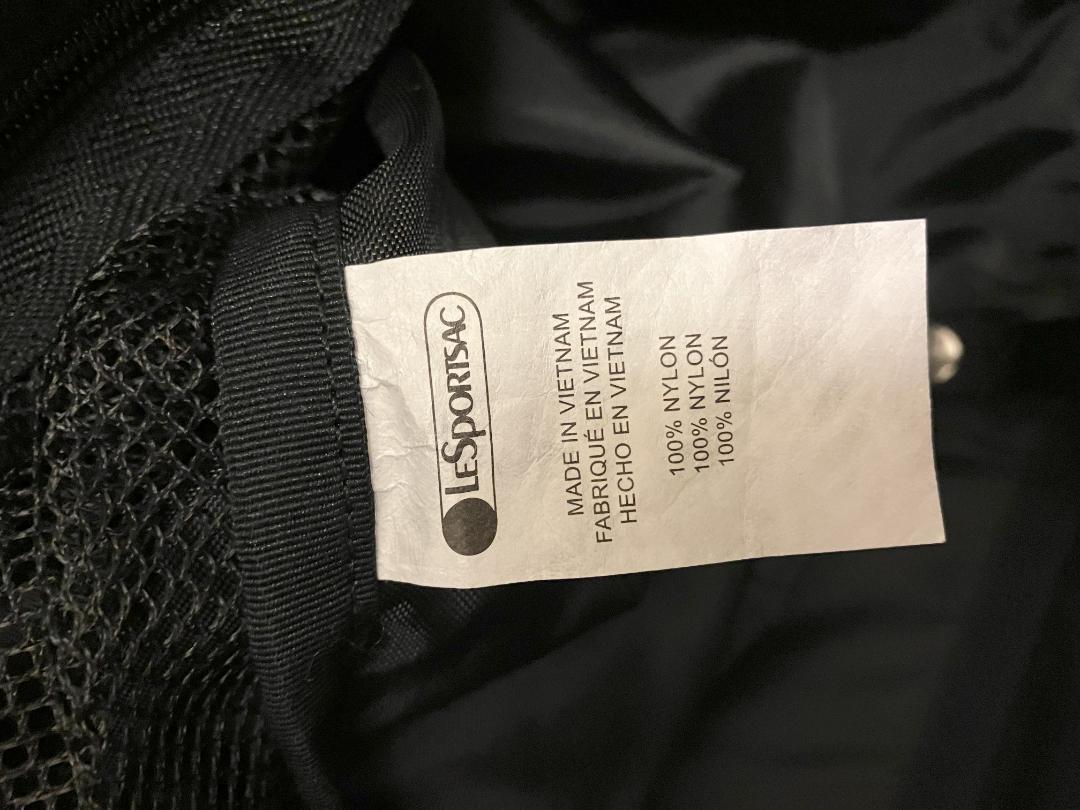 LESPORTSAC
MADE IN VIETNAM
FABRIQUÉ EN VIETNAM
HECHO EN VIETNAM
100% NYLON
100% NYLON
100% NILÓN